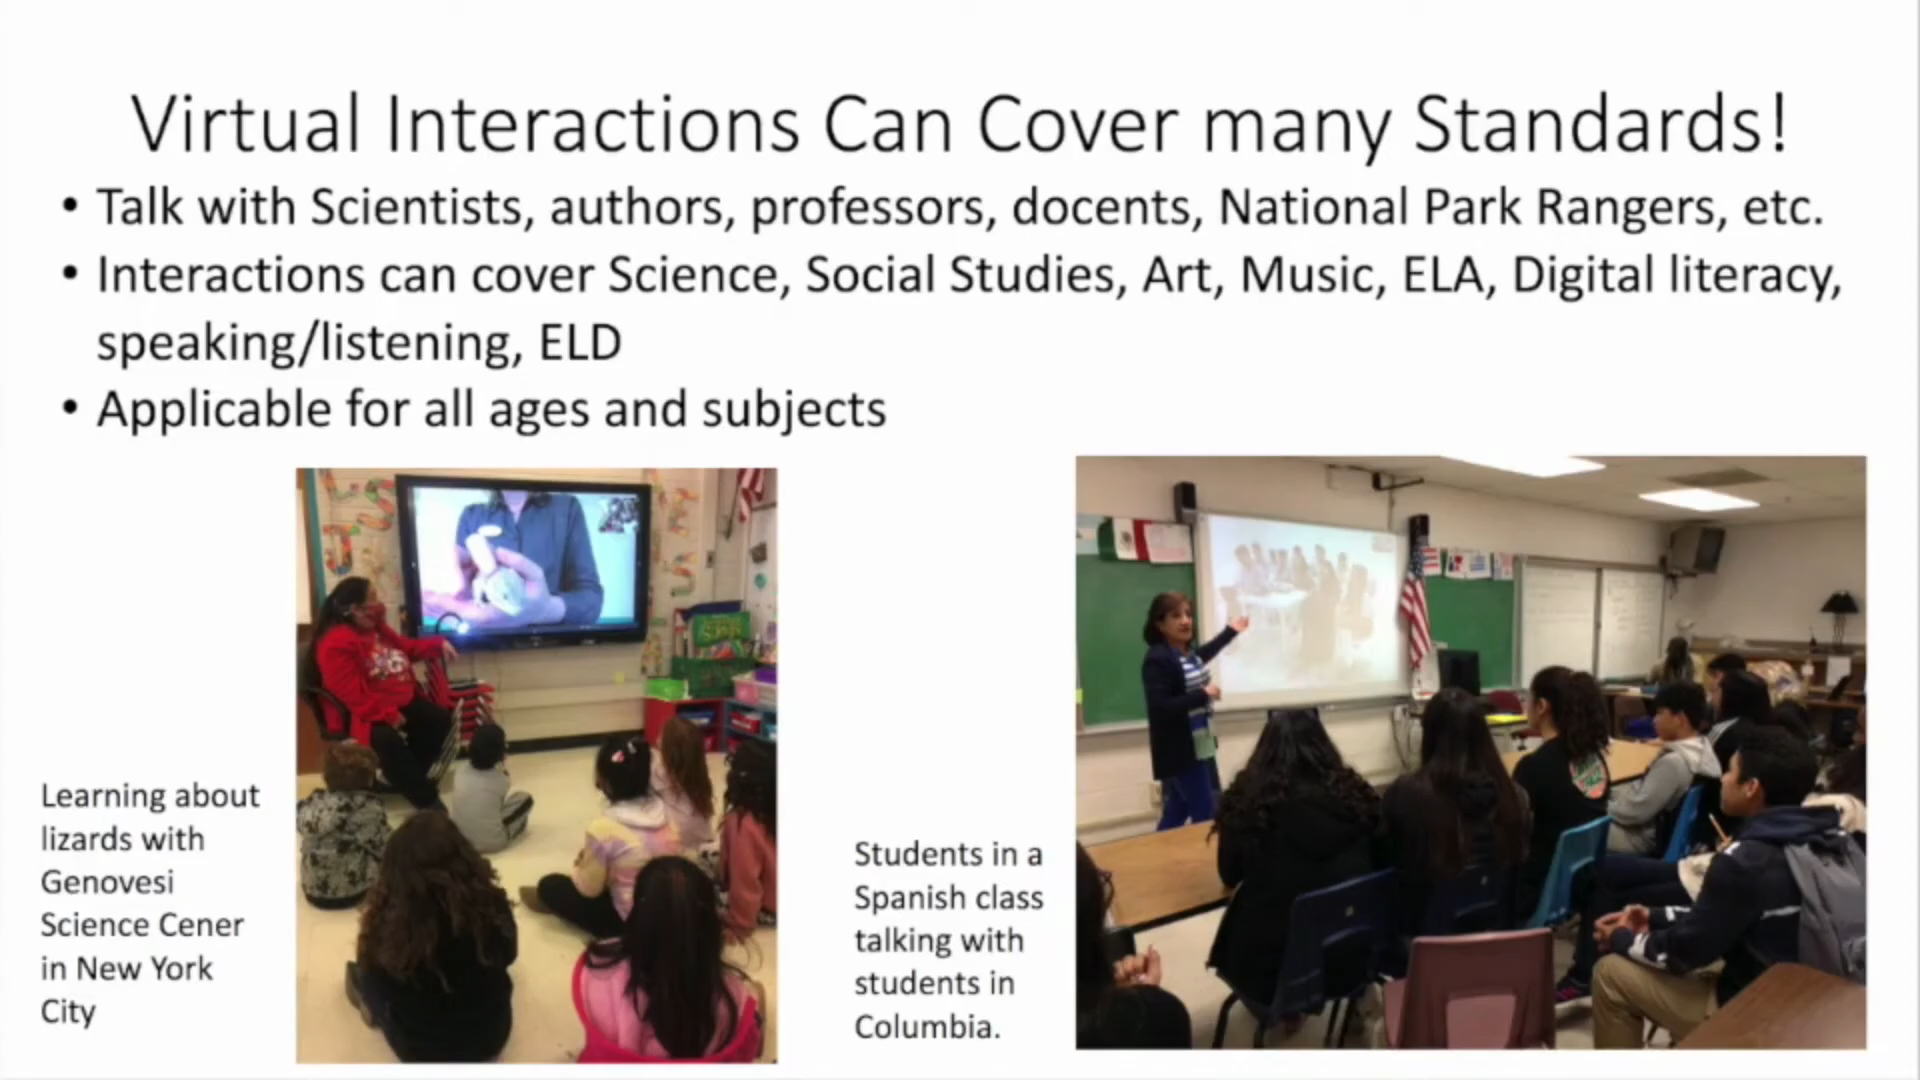 Virtual Interactions Can Cover many Standards!
• Talk with Scientists, authors, professors, docents, National Park Rangers, etc.
• Interactions can cover Science, Social Studies, Art, Music, ELA, Digital literacy,
speaking/listening, ELD
• Applicable for all ages and subjects
Learning about
lizards with
Genovesi
Science Cener
in New York
City
Students in a
Spanish class
talking with
students in
Columbia.